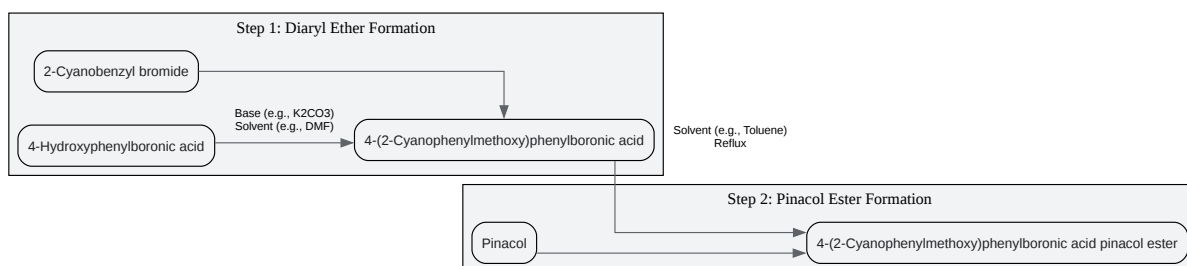 Step 1: Diaryl Ether Formation
2-Cyanobenzyl bromide
4-Hydroxyphenylboronic acid
Base (e.g., K2CO3)
Solvent (e.g., DMF)
4-(2-Cyanophenylmethoxy)phenylboronic acid
Solvent (e.g., Toluene)
Reflux
Step 2: Pinacol Ester Formation
Pinacol
4-(2-Cyanophenylmethoxy)phenylboronic acid pinacol ester